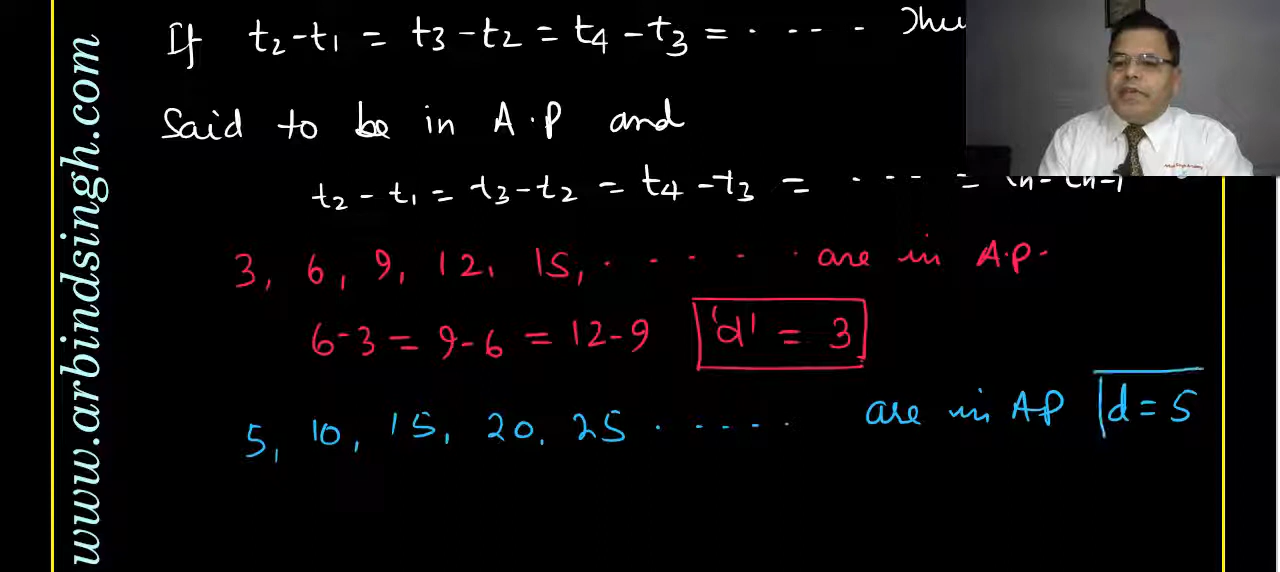 If t₂-t₁ = t₃-t₂ = t₄-t₃ = · · · · ·
Said to be in A.P and
t₂-t₁ = t₃-t₂ = t₄-t₃ = · · · · =
3, 6, 9, 12, 15, · · · · · · are in A.P.
6-3 = 9-6 = 12-9 'd' = 3
5, 10, 15, 20, 25 · · · · · · are in AP d = 5
www.arbindsingh.com